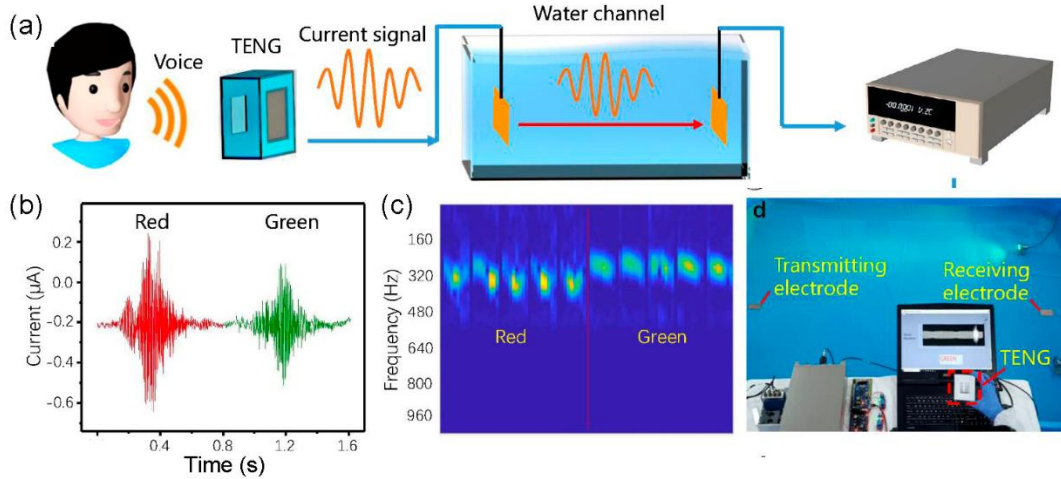 (a)
Voice
TENG
Current signal
Water channel
(b)
Red
Green
Current (μA)
0.2
0.0
-0.2
-0.4
-0.6
0.4
0.8
1.2
1.6
Time (s)
(c)
Frequency (Hz)
160
320
480
640
800
960
Red
Green
d
Transmitting
electrode
Receiving
electrode
TENG
GREEN